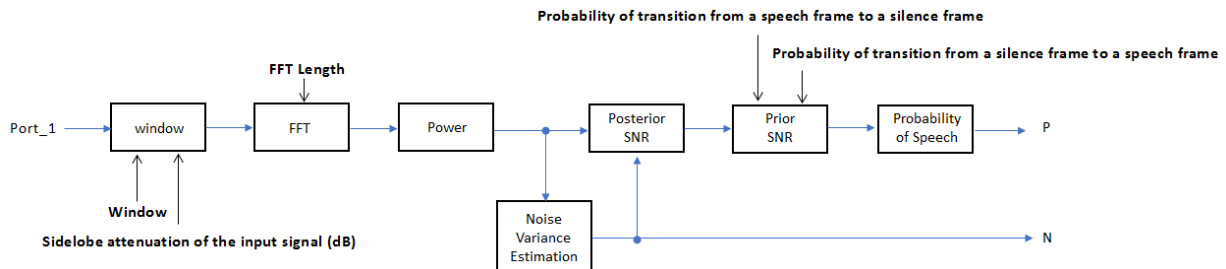 Probability of transition from a speech frame to a silence frame
Probability of transition from a silence frame to a speech frame
FFT Length
Port_1
window
FFT
Power
Posterior
SNR
Prior
SNR
Probability
of Speech
P
Window
Sidelobe attenuation of the input signal (dB)
Noise
Variance
Estimation
N